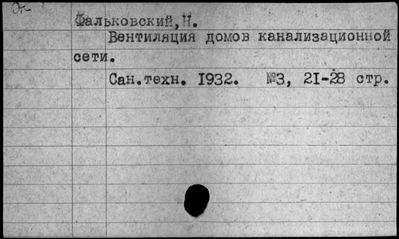 Фальковский, Н.
Вентиляция домов канализационной
сети.
Сан.техн. 1932. №3, 21-28 стр.